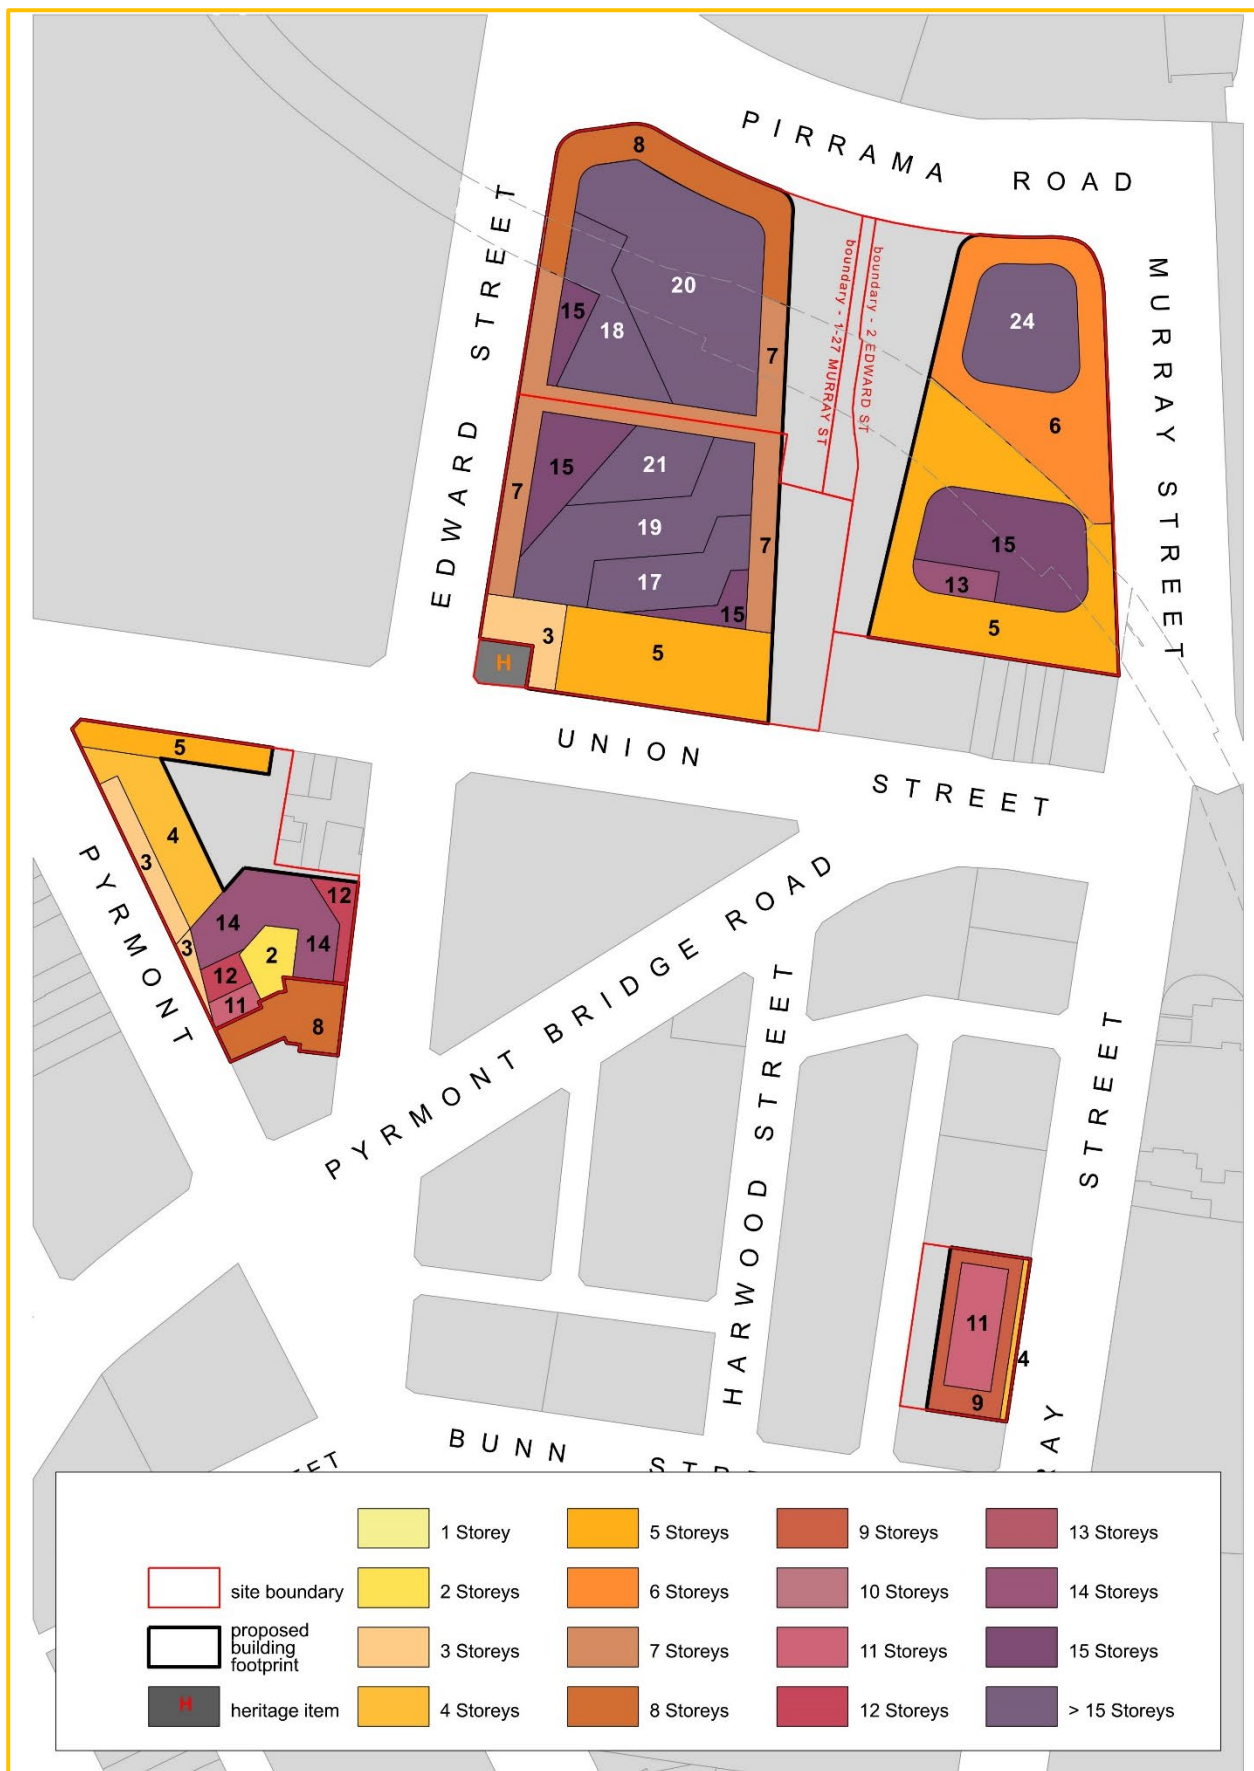 PIRRAMA ROAD
MURRAY STREET
EDWARD STREET
8
20
15
18
7
boundary - 1-27 MURRAY ST
boundary - 2 EDWARD ST
24
6
15
21
7
19
7
17
15
3
5
H
15
13
5
UNION STREET
5
4
3
3
PYRMONT
12
14
14
2
12
11
8
PYRMONT BRIDGE ROAD
HARWOOD STREET
STREET
11
4
9
RAY
BUNN
1 Storey
5 Storeys
9 Storeys
13 Storeys
site boundary
2 Storeys
6 Storeys
10 Storeys
14 Storeys
proposed
building
footprint
3 Storeys
7 Storeys
11 Storeys
15 Storeys
H
heritage item
4 Storeys
8 Storeys
12 Storeys
> 15 Storeys